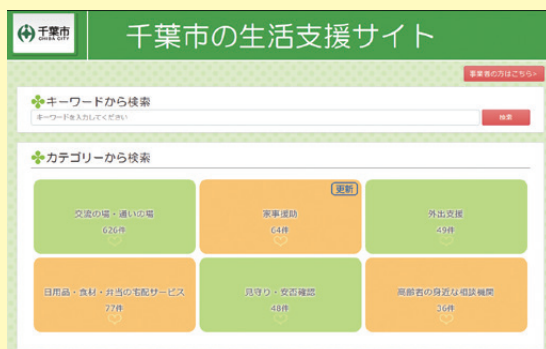 千葉市
CHIBA CITY
千葉市の生活支援サイト
事業者の方はこちら»
キーワードから検索
キーワードを入力してください
検索
カテゴリーから検索
交流の場・通いの場
626件
更新
家事援助
64件
外出支援
49件
日用品・食材・弁当の宅配サービス
77件
見守り・安否確認
48件
高齢者の身近な相談機関
36件